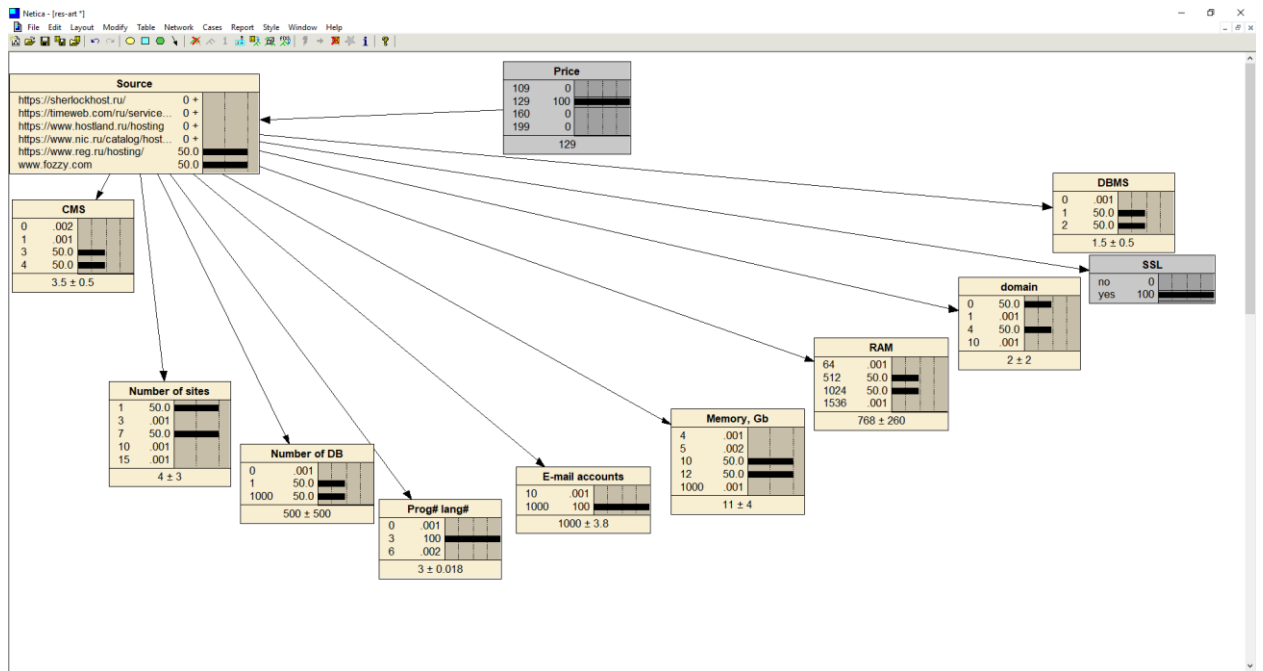 Netica - [res-art *]
File Edit Layout Modify Table Network Cases Report Style Window Help
Source
https://sherlockhost.ru/ 0 +
https://timeweb.com/ru/service... 0 +
https://www.hostland.ru/hosting 0 +
https://www.nic.ru/catalog/host... 0 +
https://www.reg.ru/hosting/ 50.0
www.fozzy.com 50.0
Price
109 0
129 100
160 0
199 0
129
CMS
0 .002
1 .001
3 50.0
4 50.0
3.5 ± 0.5
DBMS
0 .001
1 50.0
2 50.0
1.5 ± 0.5
SSL
no 0
yes 100
domain
0 50.0
1 .001
4 50.0
10 .001
2 ± 2
RAM
64 .001
512 50.0
1024 50.0
1536 .001
768 ± 260
Number of sites
1 50.0
3 .001
7 50.0
10 .001
15 .001
4 ± 3
Number of DB
0 .001
1 50.0
1000 50.0
500 ± 500
Prog# lang#
0 .001
3 100
6 .002
3 ± 0.018
E-mail accounts
10 .001
1000 100
1000 ± 3.8
Memory, Gb
4 .001
5 .002
10 50.0
12 50.0
1000 .001
11 ± 4